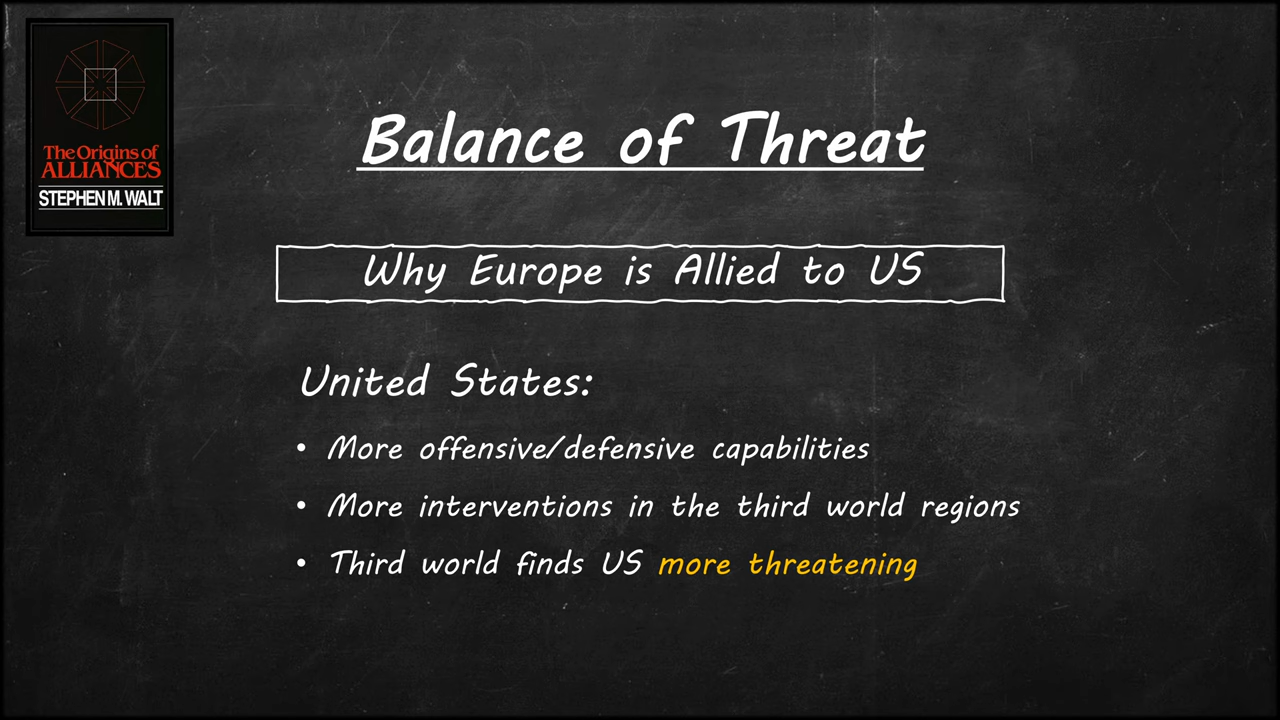 The Origins of
ALLIANCES
STEPHEN M. WALT
Balance of Threat
Why Europe is Allied to US
United States:
• More offensive/defensive capabilities
• More interventions in the third world regions
• Third world finds US more threatening